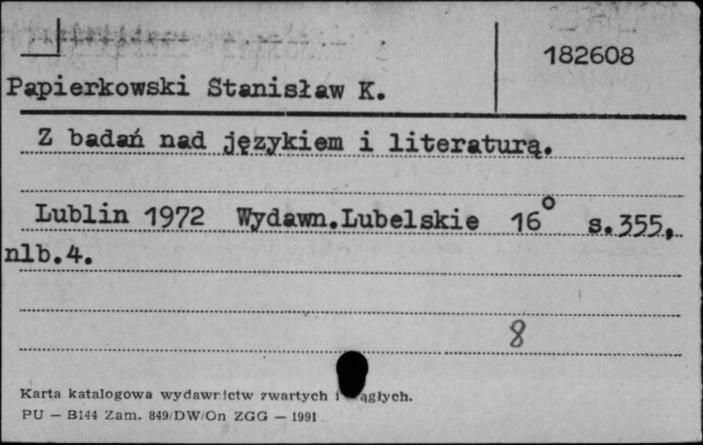 182608
Papierkowski Stanisław K.
Z badań nad językiem i literaturą.
Lublin 1972 Wydawn.Lubelskie 16° s.355,
nlb.4.
8
Karta katalogowa wydawnictw zwartych i
PU — B144 Zam. 849/DW/On ZGG — 1991